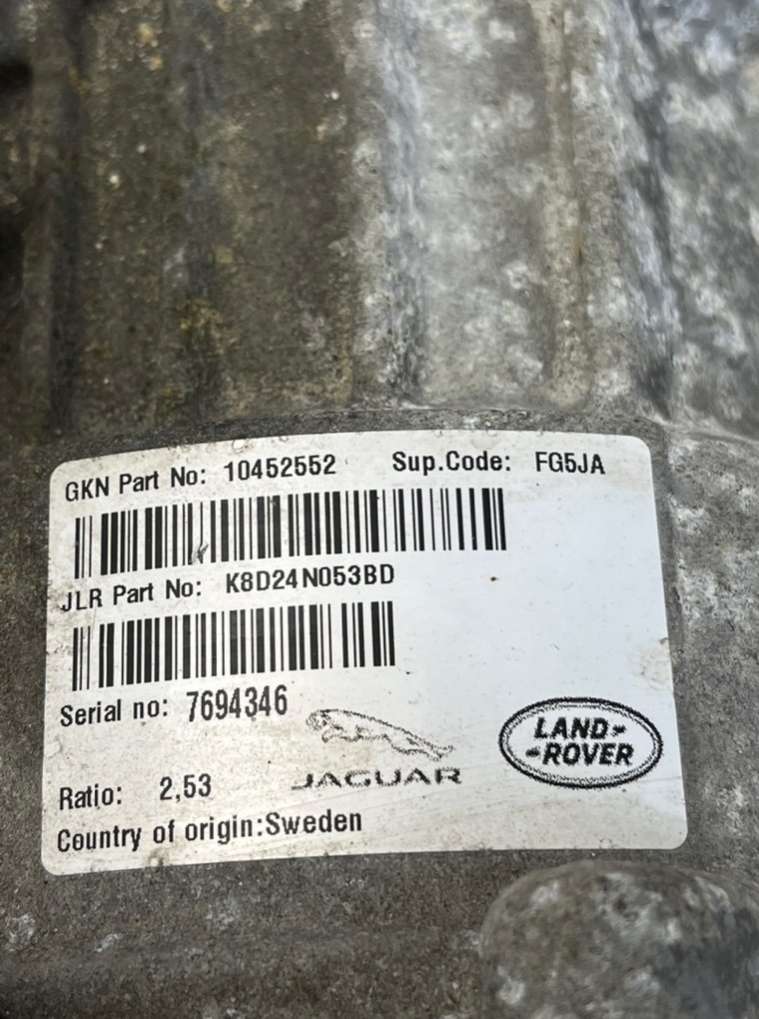 GKN Part No: 10452552 Sup.Code: FG5JA
JLR Part No: K8D24N053BD
Serial no: 7694346
JAGUAR
LAND-
-ROVER
Ratio: 2,53
Country of origin:Sweden